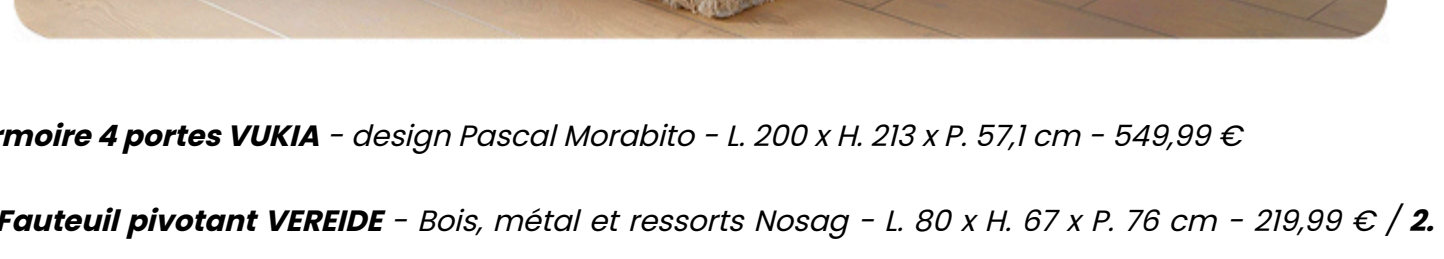 rmoire 4 portes VUKIA - design Pascal Morabito - L. 200 x H. 213 x P. 57,1 cm - 549,99 €
Fauteuil pivotant VEREIDE - Bois, métal et ressorts Nosag - L. 80 x H. 67 x P. 76 cm - 219,99 € / 2.